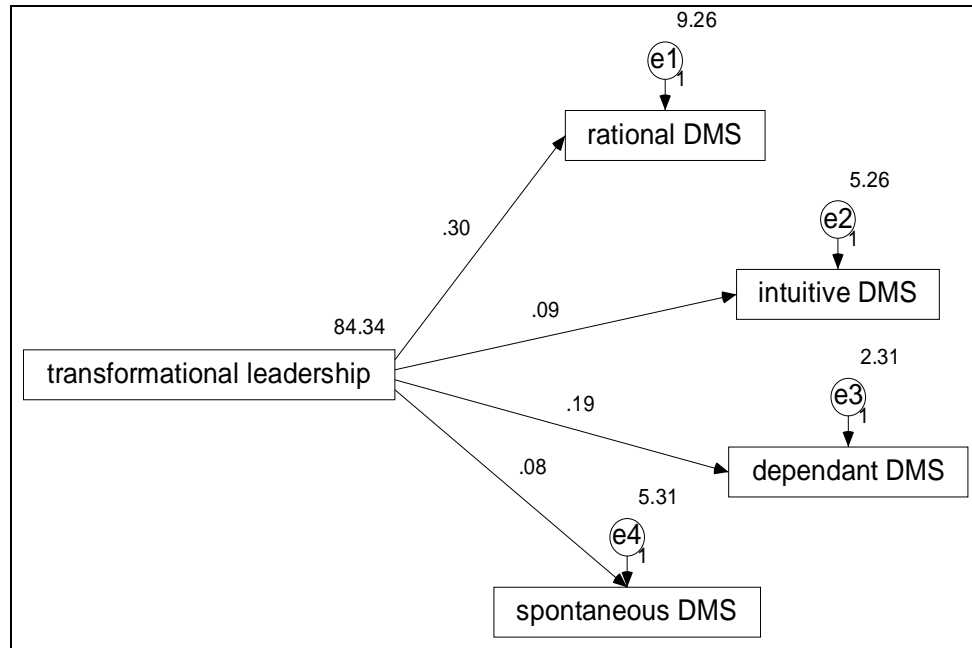 9.26
e1
1
rational DMS
5.26
e2
1
.30
intuitive DMS
.09
84.34
transformational leadership
2.31
e3
1
.19
dependant DMS
.08
5.31
e4
1
spontaneous DMS